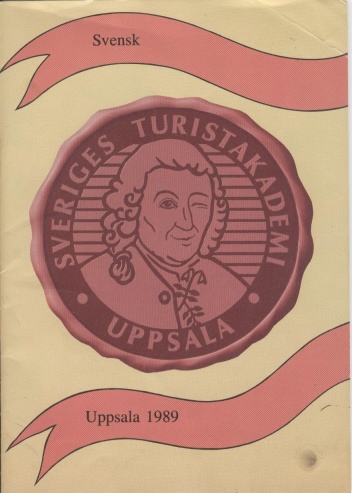 Svensk
SVERIGES TURISTAKADEMI
UPPSALA
Uppsala 1989